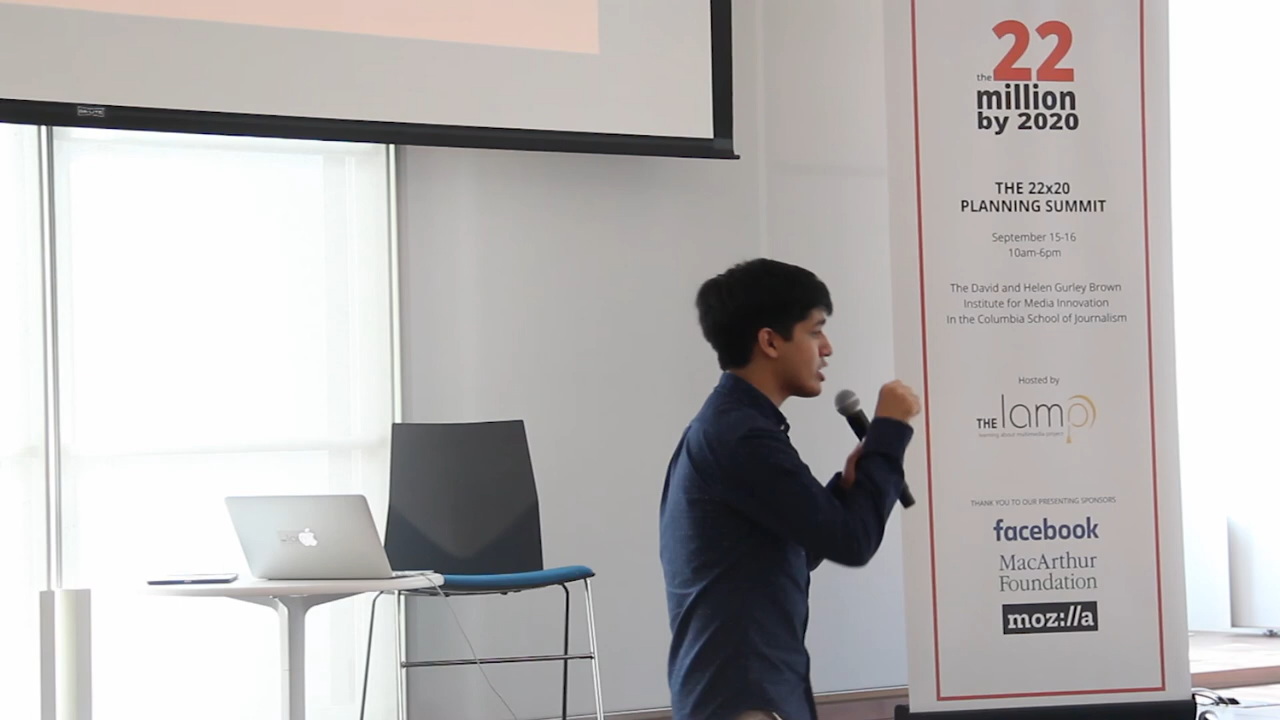 the 22
million
by 2020
THE 22x20
PLANNING SUMMIT
September 15-16
10am-6pm
The David and Helen Gurley Brown
Institute for Media Innovation
In the Columbia School of Journalism
Hosted by
THE lamp
learning about multimedia project
THANK YOU TO OUR PRESENTING SPONSORS
facebook
MacArthur
Foundation
moz://a